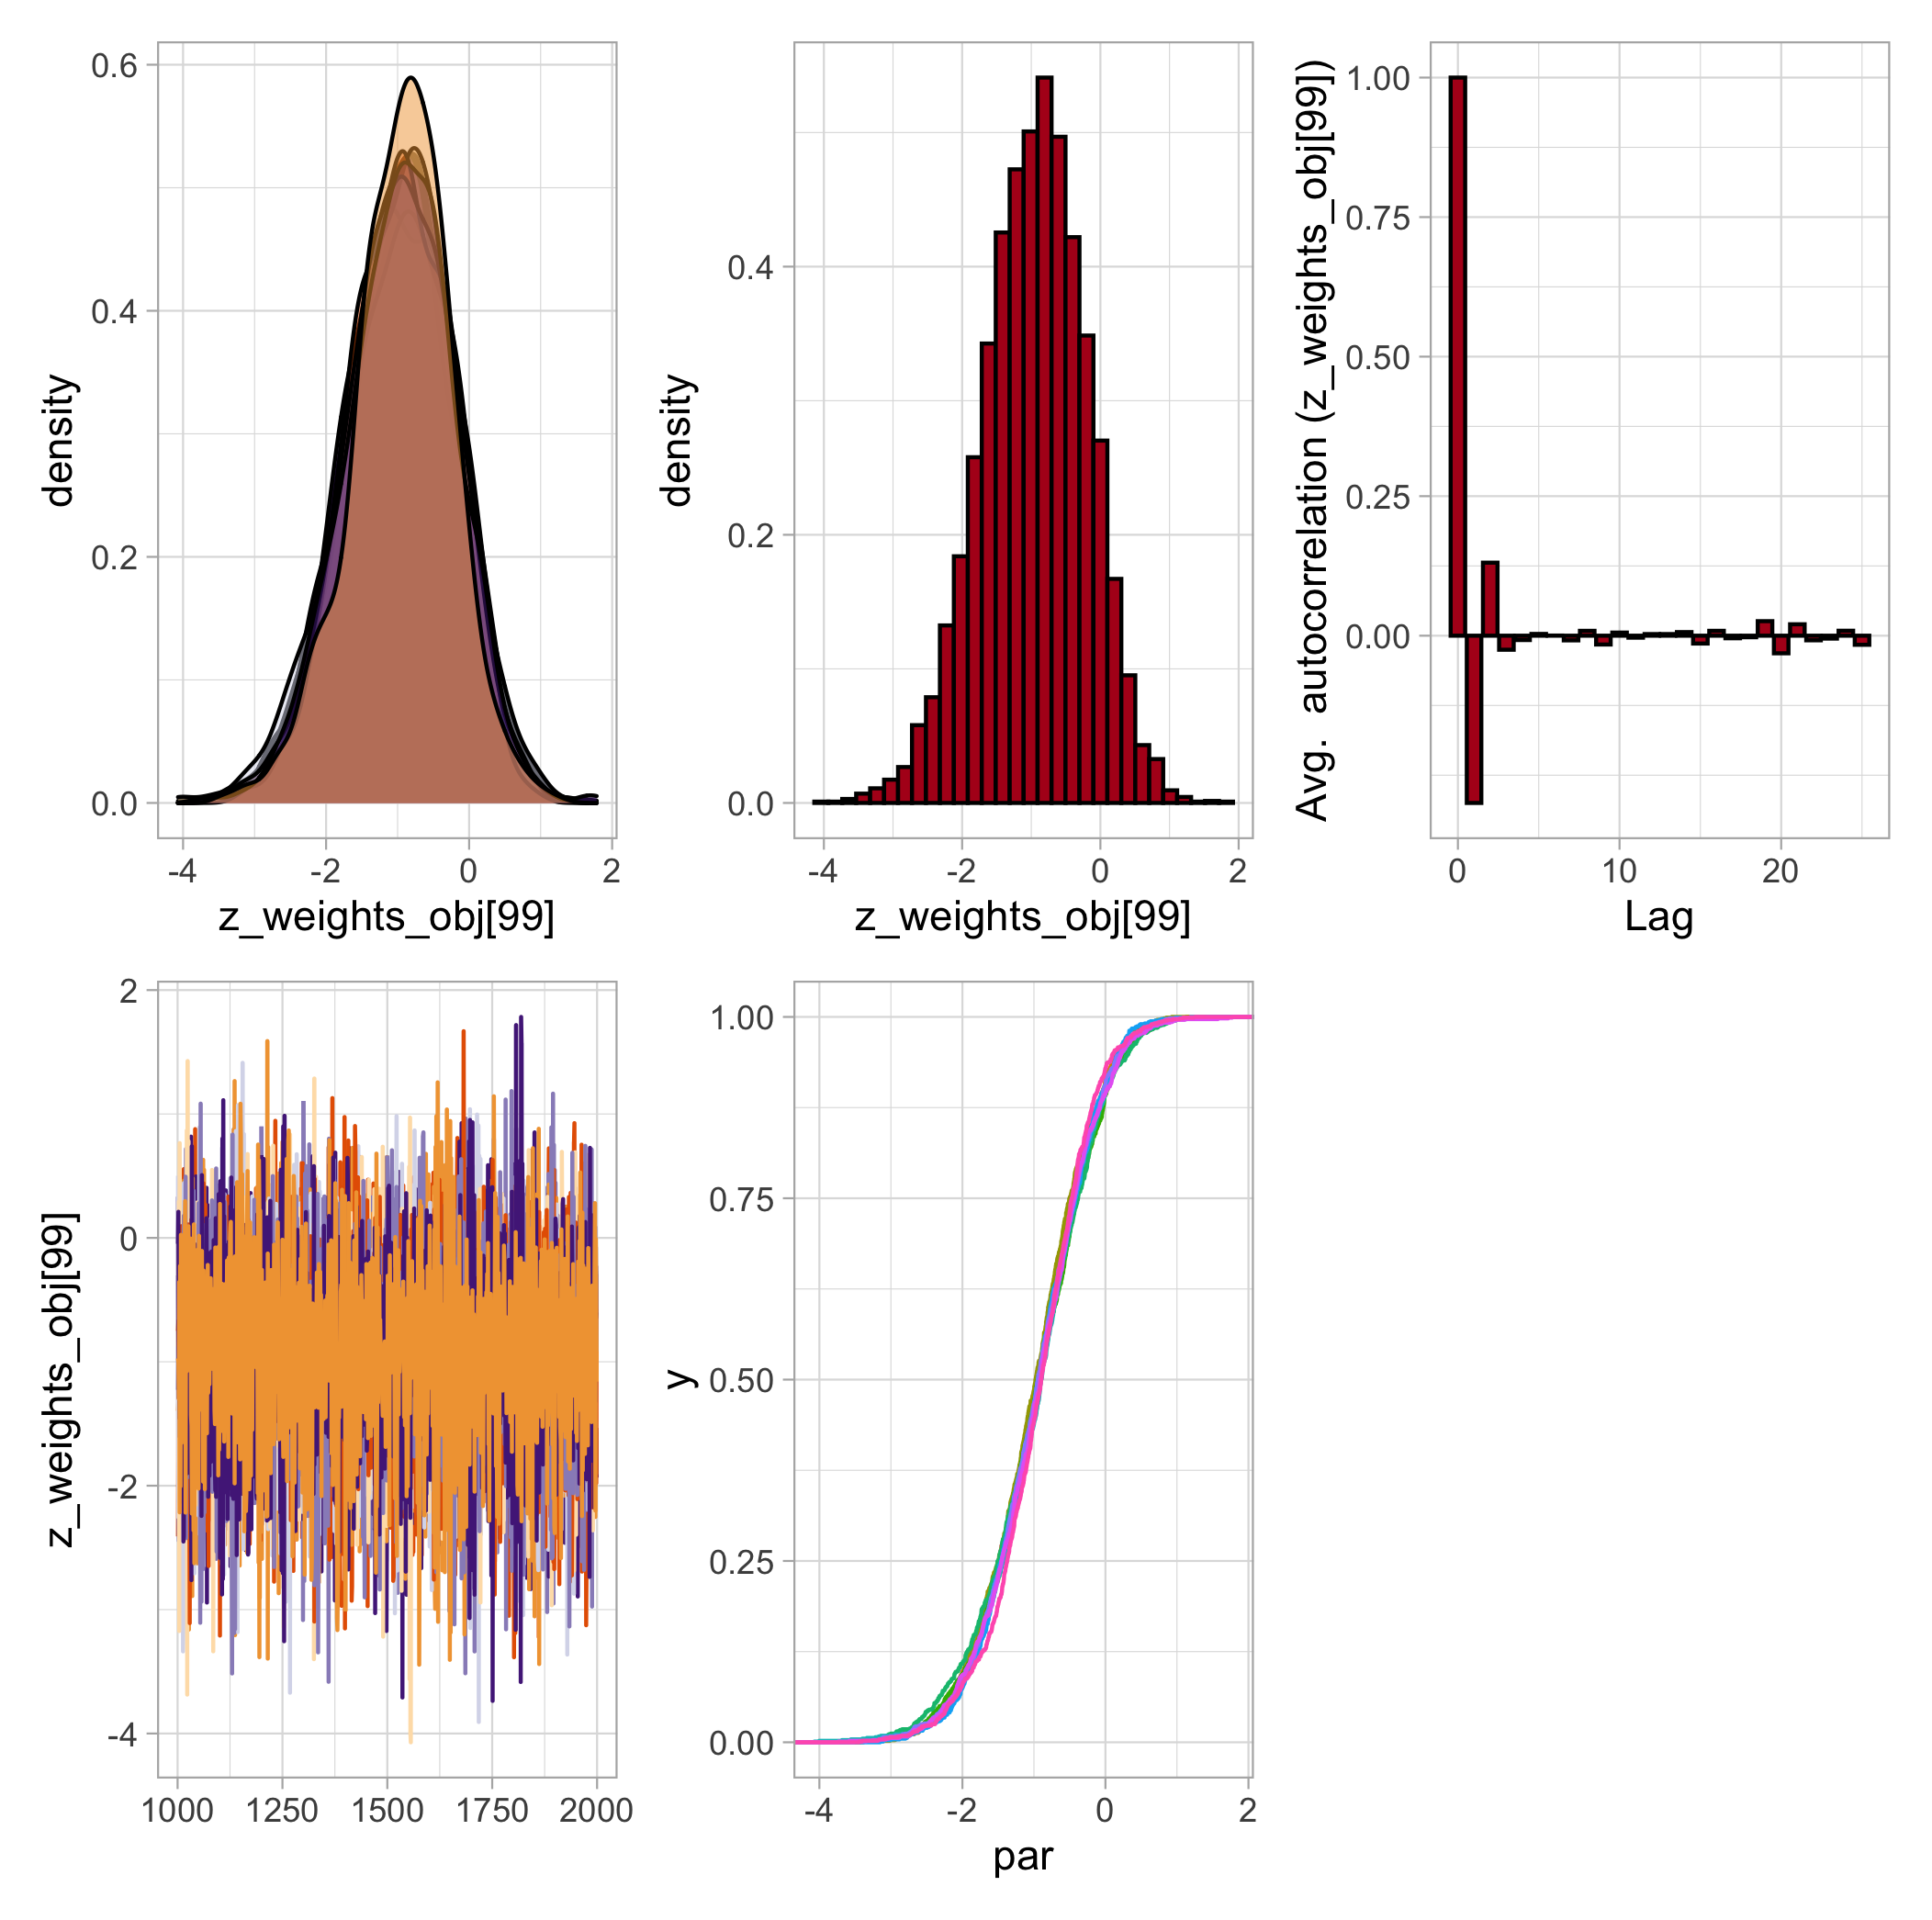 0.6
0.4
0.2
0.0
density
-4 -2 0 2
z_weights_obj[99]
0.4
0.2
0.0
density
-4 -2 0 2
z_weights_obj[99]
1.00
0.75
0.50
0.25
0.00
Avg. autocorrelation (z_weights_obj[99])
0 10 20
Lag
2
0
-2
-4
z_weights_obj[99]
1000 1250 1500 1750 2000
1.00
0.75
0.50
0.25
0.00
y
-4 -2 0 2
par